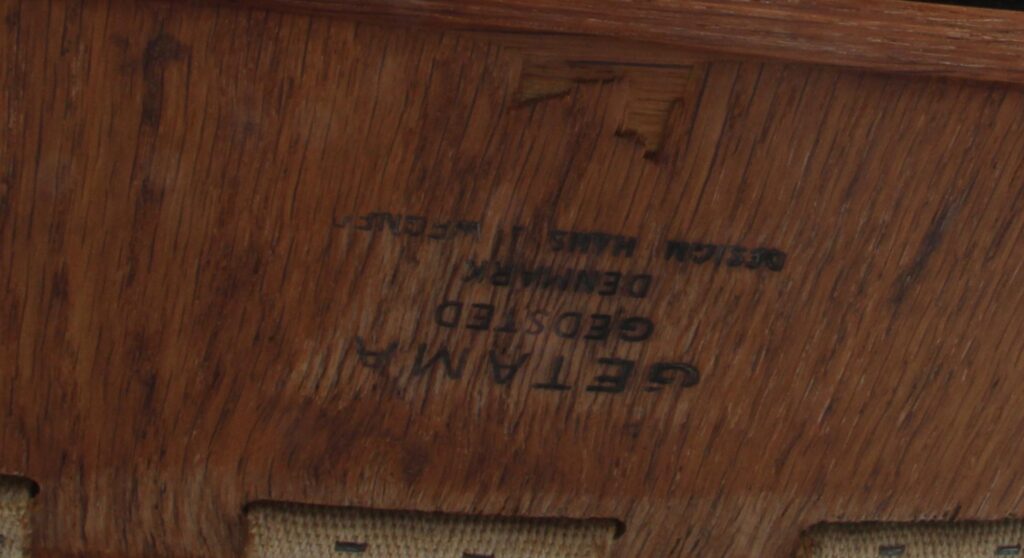 GETAMA
GEDSTED
DENMARK
DESIGN HANS J WEGNER